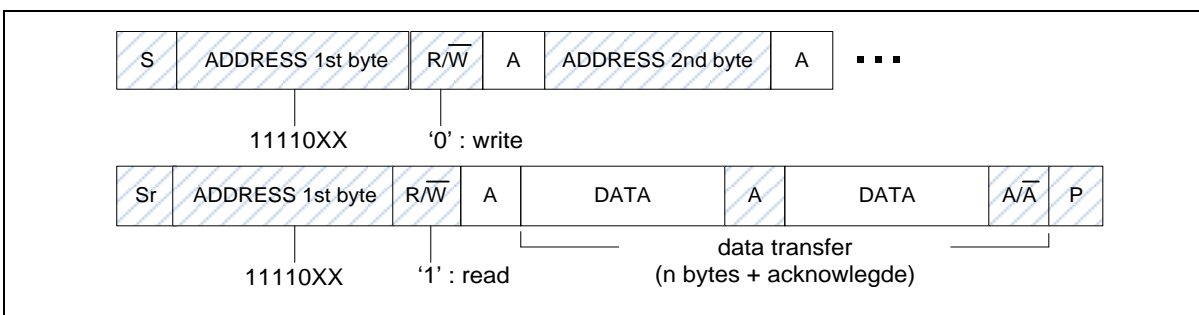 S ADDRESS 1st byte R/W̅ A ADDRESS 2nd byte A ▪ ▪ ▪
11110XX '0' : write
Sr ADDRESS 1st byte R/W̅ A DATA A DATA A/A̅ P
data transfer
11110XX '1' : read (n bytes + acknowlegde)